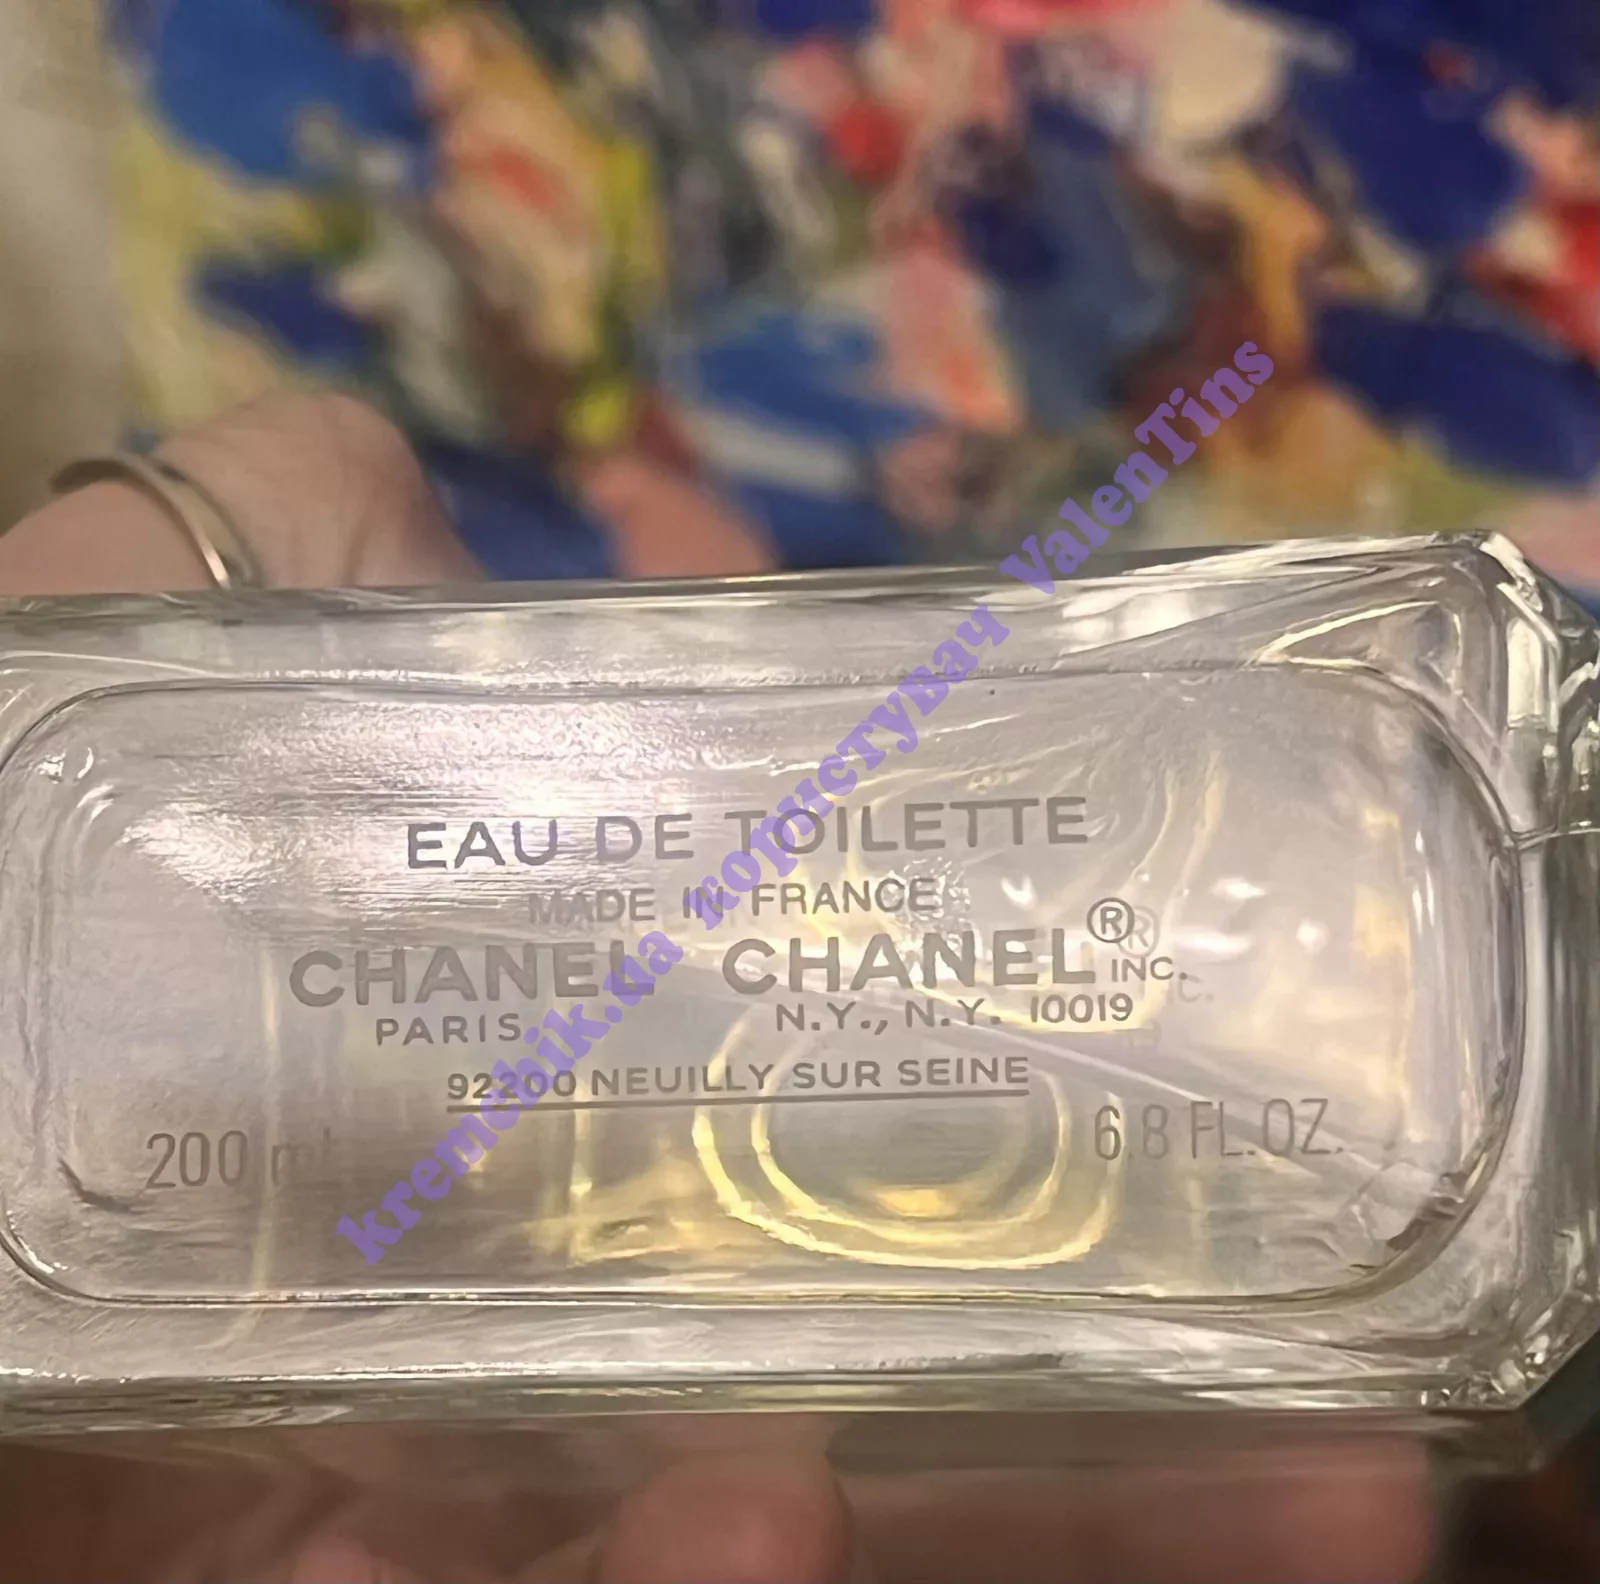 EAU DE TOILETTE
MADE IN FRANCE
CHANEL CHANEL® INC.
PARIS N.Y., N.Y. 10019
92200 NEUILLY SUR SEINE
200 ml 6.8 FL.OZ.
kremchik.ua користувач ValenTins